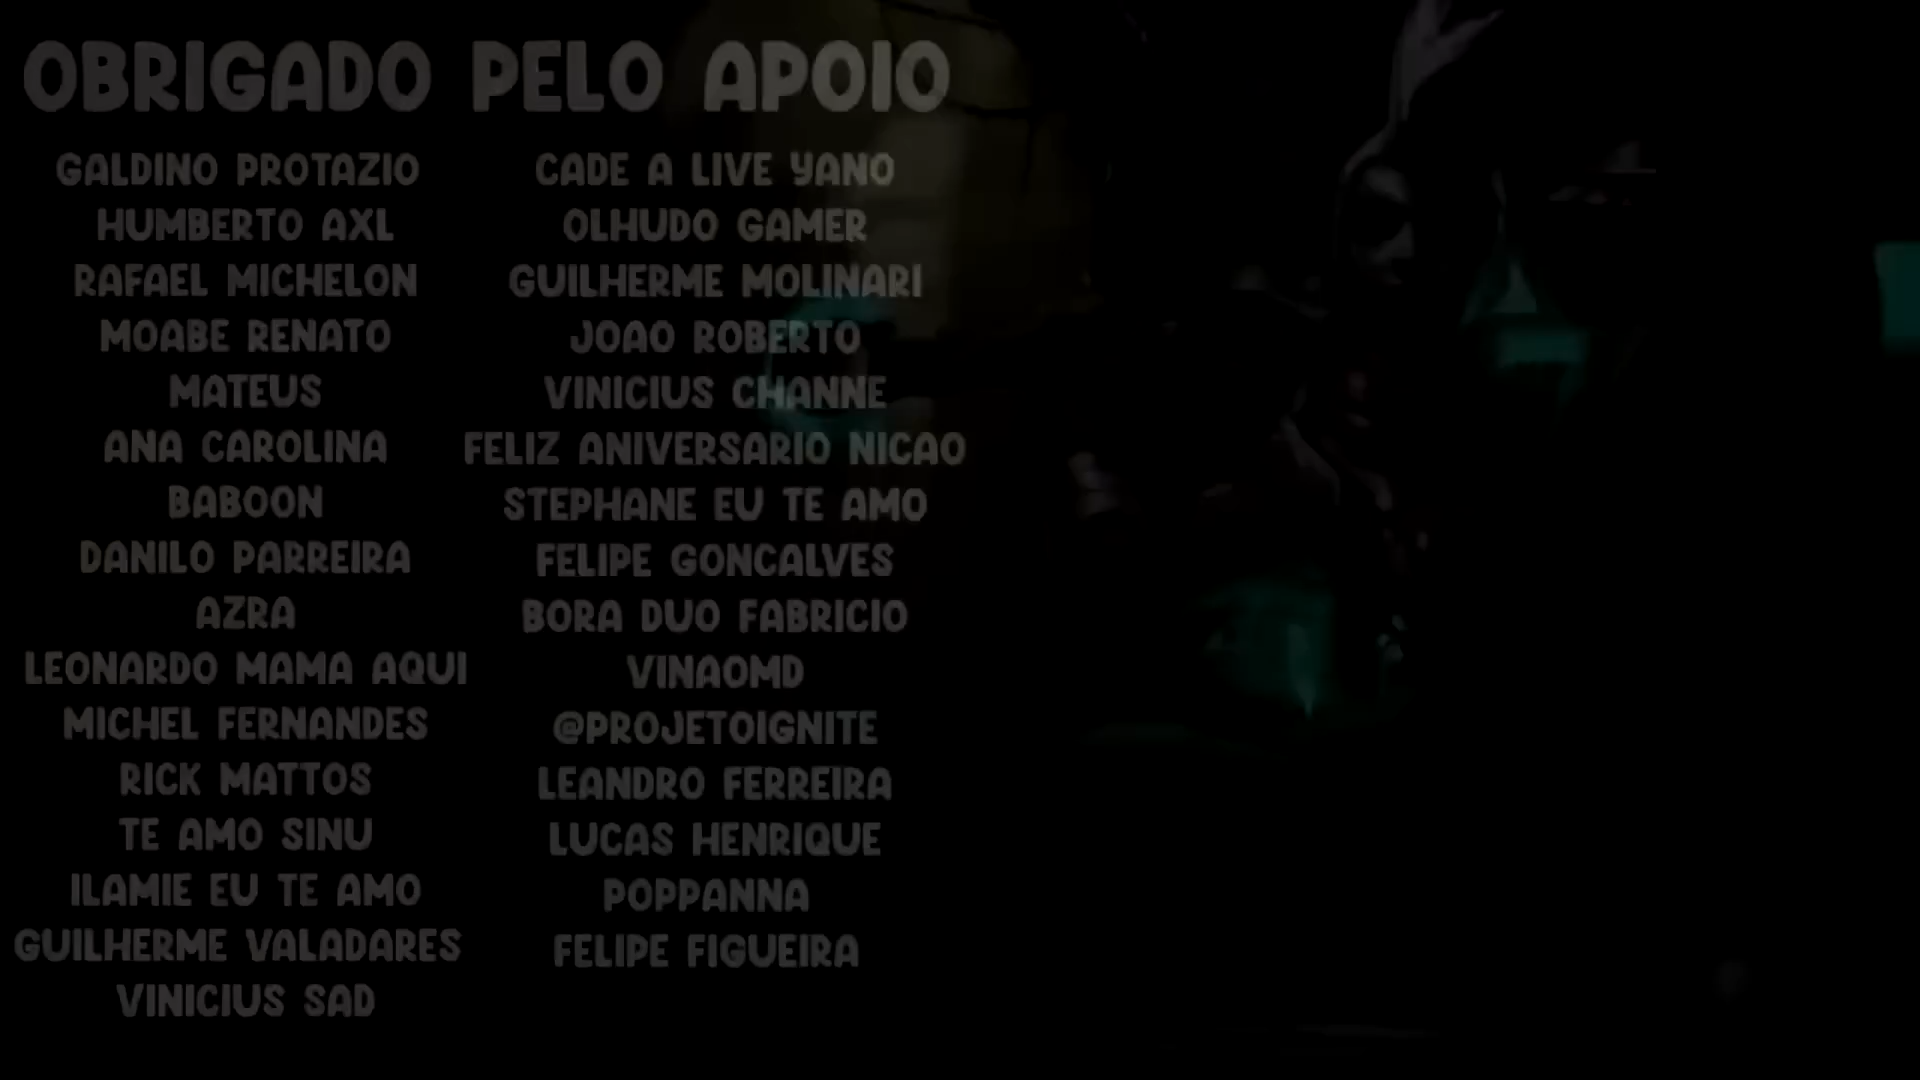 OBRIGADO PELO APOIO
GALDINO PROTAZIO
HUMBERTO AXL
RAFAEL MICHELON
MOABE RENATO
MATEUS
ANA CAROLINA
BABOON
DANILO PARREIRA
AZRA
LEONARDO MAMA AQUI
MICHEL FERNANDES
RICK MATTOS
TE AMO SINU
ILAMIE EU TE AMO
GUILHERME VALADARES
VINICIUS SAD
CADE A LIVE YANO
OLHUDO GAMER
GUILHERME MOLINARI
JOAO ROBERTO
VINICIUS CHANNE
FELIZ ANIVERSARIO NICAO
STEPHANE EU TE AMO
FELIPE GONCALVES
BORA DUO FABRICIO
VINAOMD
@PROJETOIGNITE
LEANDRO FERREIRA
LUCAS HENRIQUE
POPPANNA
FELIPE FIGUEIRA